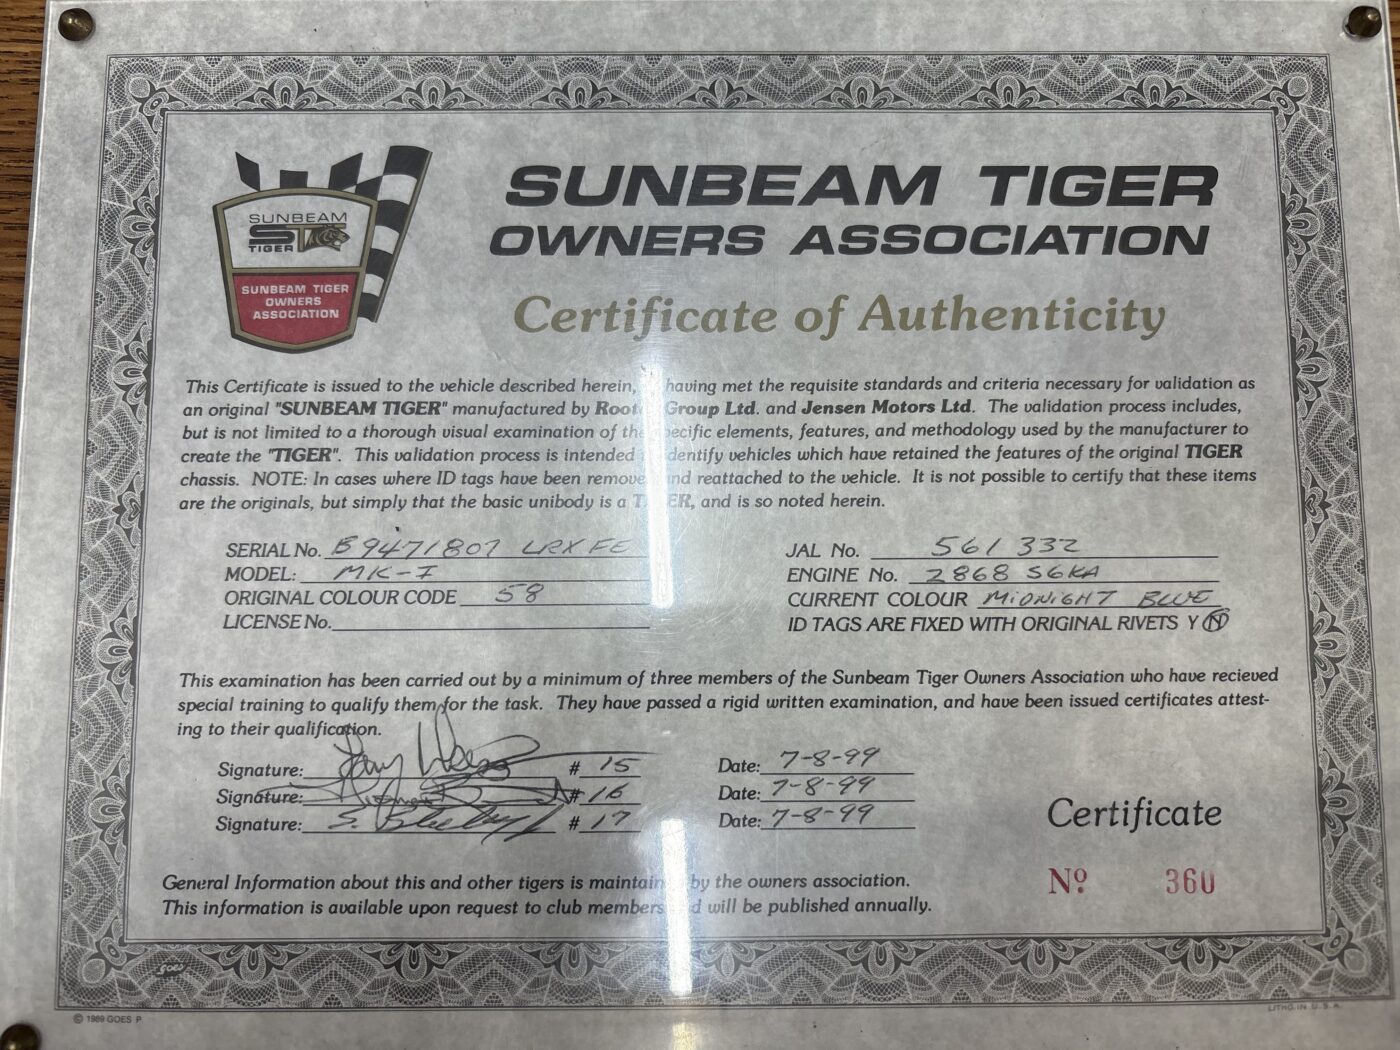 SUNBEAM TIGER
OWNERS ASSOCIATION
SUNBEAM
ST
TIGER
SUNBEAM TIGER
OWNERS
ASSOCIATION
Certificate of Authenticity
This Certificate is issued to the vehicle described herein, having met the requisite standards and criteria necessary for validation as
an original "SUNBEAM TIGER" manufactured by Group Ltd. and Jensen Motors Ltd. The validation process includes,
but is not limited to a thorough visual examination of the elements, features, and methodology used by the manufacturer to
create the "TIGER". This validation process is intended identify vehicles which have retained the features of the original TIGER
chassis. NOTE: In cases where ID tags have been removed and reattached to the vehicle. It is not possible to certify that these items
are the originals, but simply that the basic unibody is a TIGER, and is so noted herein.
SERIAL No. B9471807 LRX FE
JAL No. 561332
MODEL: MK-I
ENGINE No. 2868 S6KA
ORIGINAL COLOUR CODE 58
CURRENT COLOUR MIDNIGHT BLUE
LICENSE No.
ID TAGS ARE FIXED WITH ORIGINAL RIVETS Y N
This examination has been carried out by a minimum of three members of the Sunbeam Tiger Owners Association who have recieved
special training to qualify them for the task. They have passed a rigid written examination, and have been issued certificates attest-
ing to their qualification.
Signature: # 15 Date: 7-8-99
Signature: # 16 Date: 7-8-99
Signature: S. # 17 Date: 7-8-99
Certificate
Nº 360
General Information about this and other tigers is maintained by the owners association.
This information is available upon request to club members and will be published annually.
goes
© 1989 GOES P
LITHO. IN U.S.A.